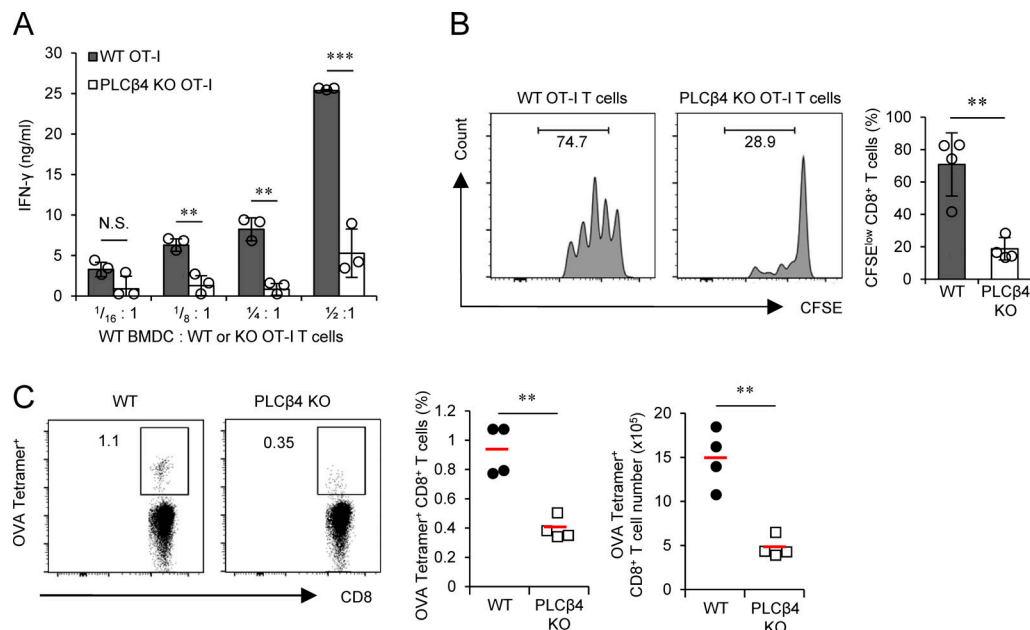 A
IFN-γ (ng/ml)
30
25
20
15
10
5
0
WT OT-I
PLCβ4 KO OT-I
N.S.
**
**
***
1/16 : 1
1/8 : 1
¼ : 1
½ :1
WT BMDC : WT or KO OT-I T cells
B
WT OT-I T cells
PLCβ4 KO OT-I T cells
Count
74.7
28.9
CFSE
CFSElow CD8+ T cells (%)
100
80
60
40
20
0
**
WT
PLCβ4
KO
C
WT
PLCβ4 KO
OVA Tetramer+
1.1
0.35
CD8
OVA Tetramer+ CD8+ T cells (%)
1.2
1
0.8
0.6
0.4
0.2
0
**
WT
PLCβ4
KO
OVA Tetramer+
CD8+ T cell number (x10⁵)
20
15
10
5
0
**
WT
PLCβ4
KO